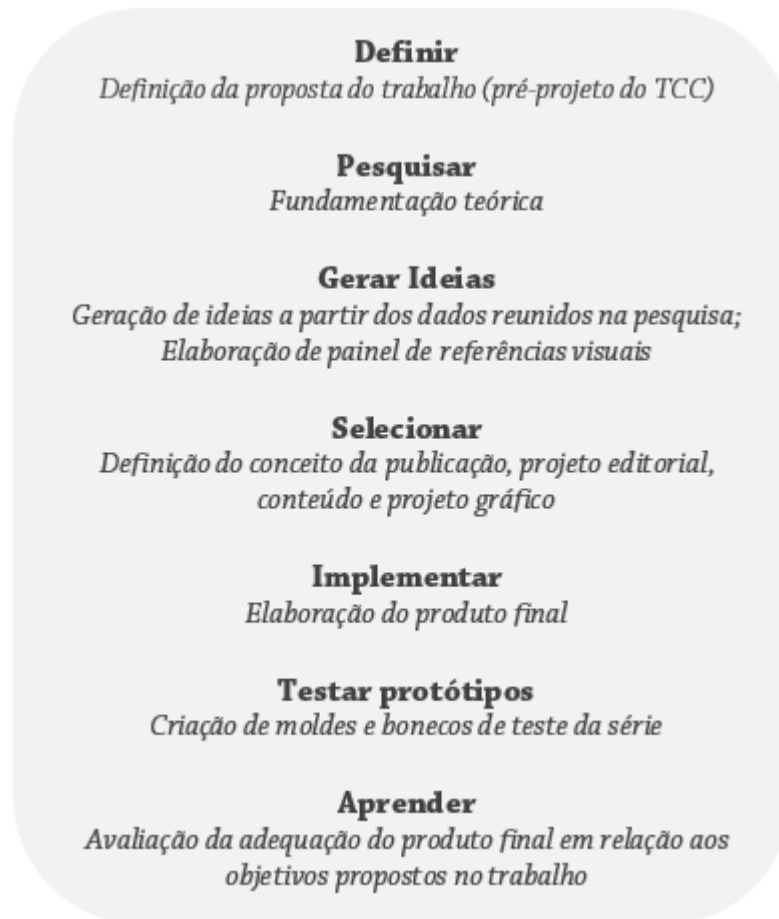 Definir
Definição da proposta do trabalho (pré-projeto do TCC)
Pesquisar
Fundamentação teórica
Gerar Ideias
Geração de ideias a partir dos dados reunidos na pesquisa;
Elaboração de painel de referências visuais
Selecionar
Definição do conceito da publicação, projeto editorial,
conteúdo e projeto gráfico
Implementar
Elaboração do produto final
Testar protótipos
Criação de moldes e bonecos de teste da série
Aprender
Avaliação da adequação do produto final em relação aos
objetivos propostos no trabalho